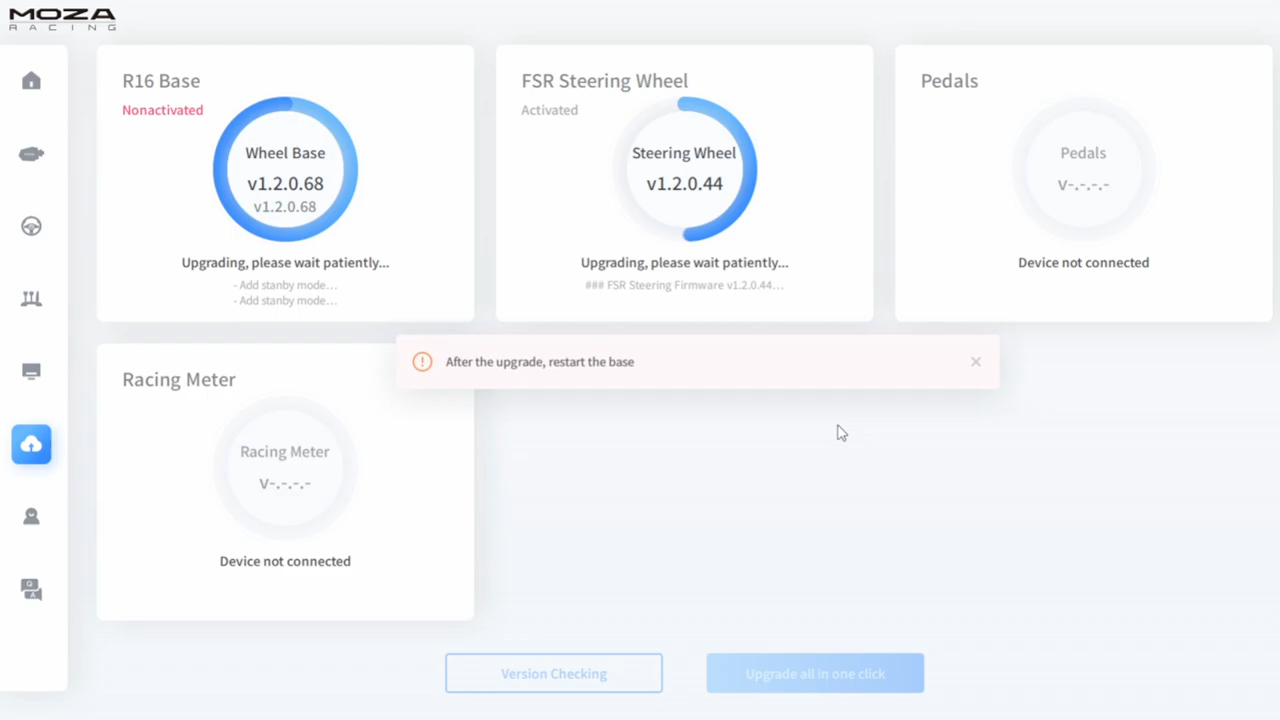 MOZA
RACING
R16 Base
Nonactivated
Wheel Base
v1.2.0.68
v1.2.0.68
Upgrading, please wait patiently...
- Add stanby mode...
- Add stanby mode...
FSR Steering Wheel
Activated
Steering Wheel
v1.2.0.44
Upgrading, please wait patiently...
### FSR Steering Firmware v1.2.0.44...
Pedals
Pedals
v-.-.-.-
Device not connected
After the upgrade, restart the base
Racing Meter
Racing Meter
v-.-.-.-
Device not connected
Q
A
Version Checking
Upgrade all in one click